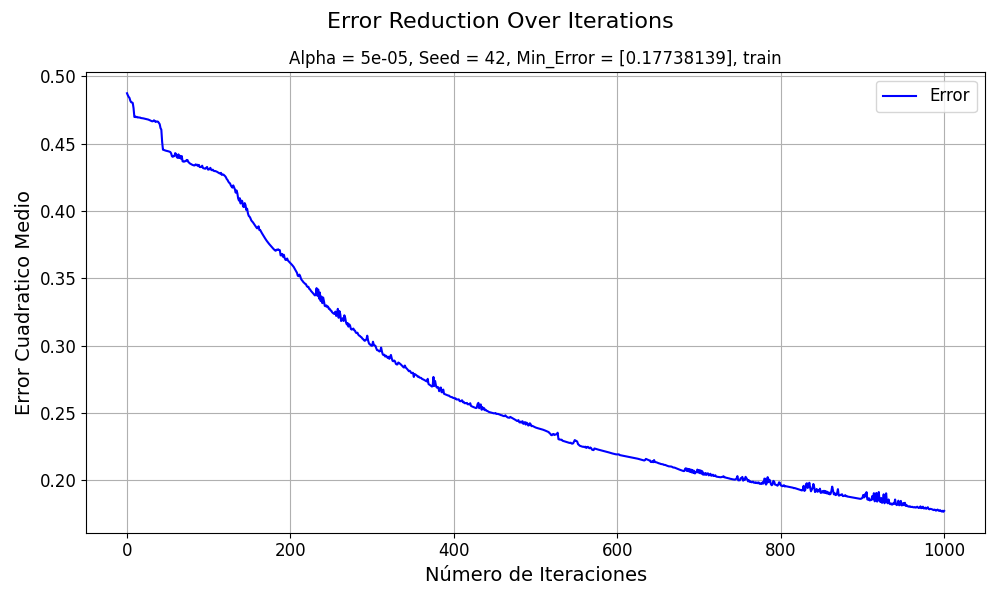 Error Reduction Over Iterations
Alpha = 5e-05, Seed = 42, Min_Error = [0.17738139], train
Error
Error Cuadratico Medio
0.50
0.45
0.40
0.35
0.30
0.25
0.20
0
200
400
600
800
1000
Número de Iteraciones